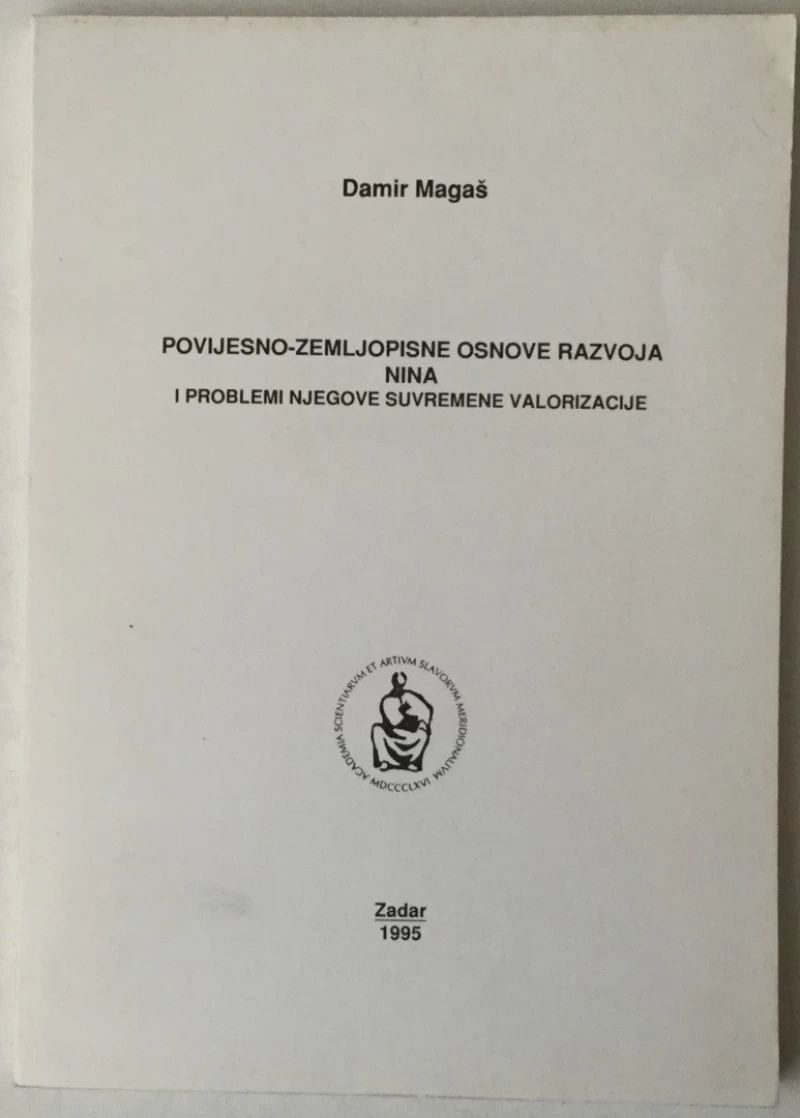 Damir Magaš
POVIJESNO-ZEMLJOPISNE OSNOVE RAZVOJA
NINA
I PROBLEMI NJEGOVE SUVREMENE VALORIZACIJE
ACADEMIA SCIENTIARVM ET ARTIVM SLAVORVM MERIDIONALIVM
MDCCCLXVI
Zadar
1995